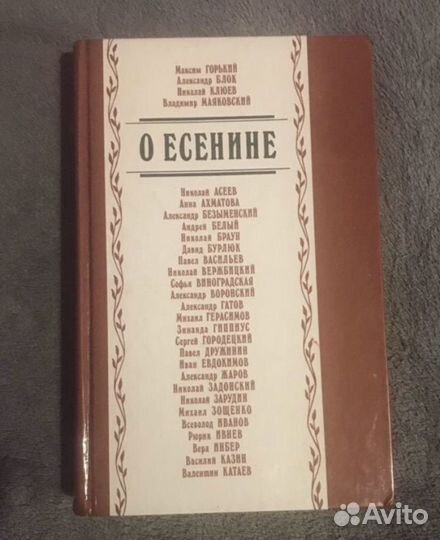 Максим ГОРЬКИЙ
Александр БЛОК
Николай КЛЮЕВ
Владимир МАЯКОВСКИЙ
О ЕСЕНИНЕ
Николай АСЕЕВ
Анна АХМАТОВА
Александр БЕЗЫМЕНСКИЙ
Андрей БЕЛЫЙ
Николай БРАУН
Давид БУРЛЮК
Павел ВАСИЛЬЕВ
Николай ВЕРЖБИЦКИЙ
Софья ВИНОГРАДСКАЯ
Александр ВОРОНСКИЙ
Александр ГАТОВ
Михаил ГЕРАСИМОВ
Зинаида ГИППИУС
Сергей ГОРОДЕЦКИЙ
Павел ДРУЖИНИН
Иван ЕВДОКИМОВ
Александр ЖАРОВ
Николай ЗАДОНСКИЙ
Николай ЗАРУДИН
Михаил ЗОЩЕНКО
Всеволод ИВАНОВ
Рюрик ИВНЕВ
Вера ИНБЕР
Василий КАЗИН
Валентин КАТАЕВ
Avito